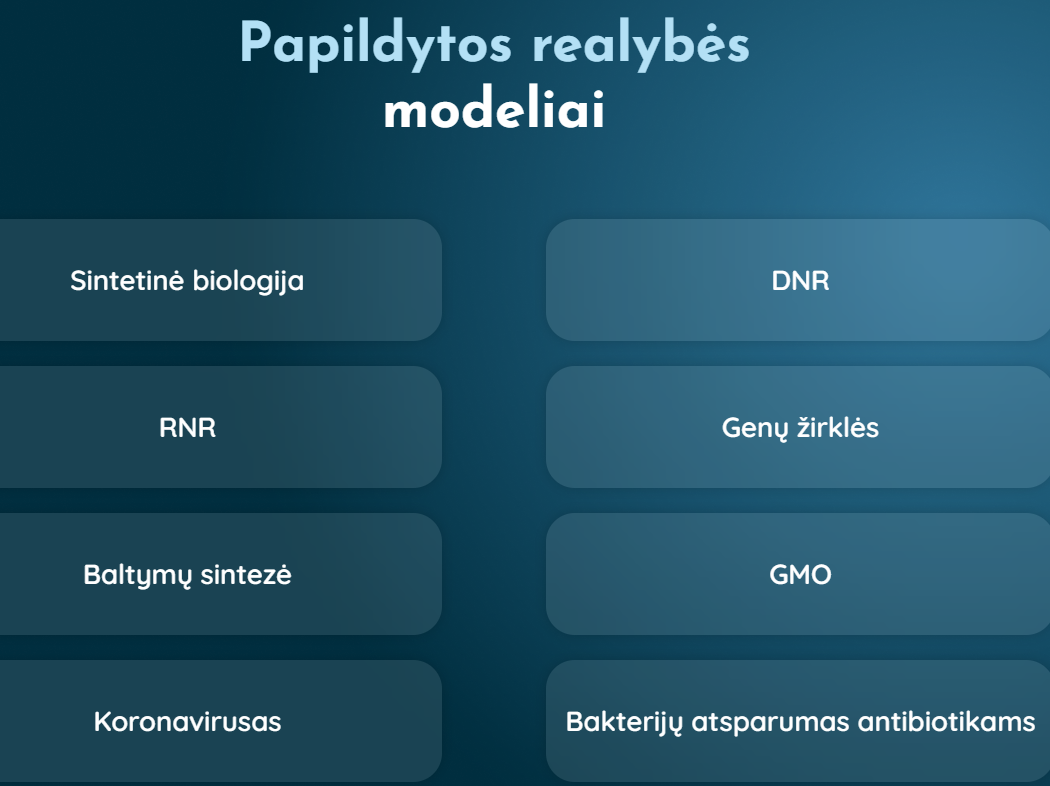 Papildytos realybės
modeliai
Sintetinė biologija
DNR
RNR
Genų žirklės
Baltymų sintezė
GMO
Koronavirusas
Bakterijų atsparumas antibiotikams